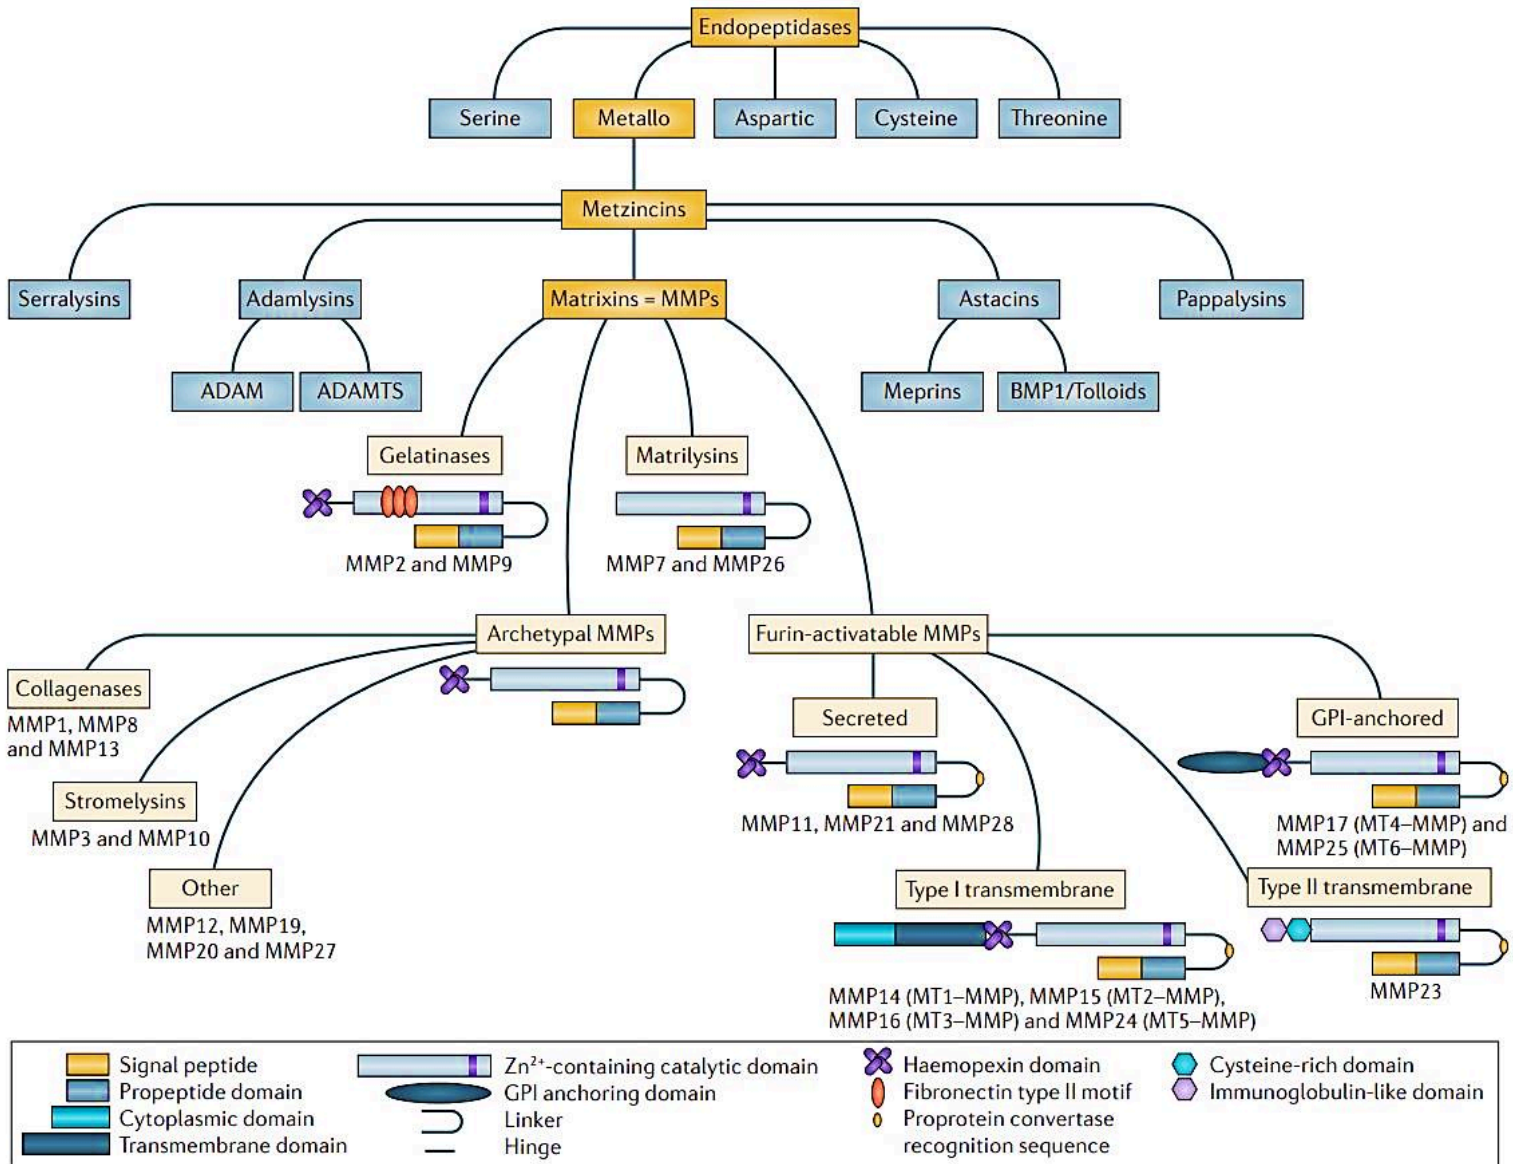 Endopeptidases
Serine
Metallo
Aspartic
Cysteine
Threonine
Metzincins
Serralysins
Adamlysins
Matrixins = MMPs
Astacins
Pappalysins
ADAM
ADAMTS
Meprins
BMP1/Tolloids
Gelatinases
Matrilysins
MMP2 and MMP9
MMP7 and MMP26
Archetypal MMPs
Furin-activatable MMPs
Collagenases
MMP1, MMP8
and MMP13
Secreted
GPI-anchored
Stromelysins
MMP3 and MMP10
MMP11, MMP21 and MMP28
MMP17 (MT4–MMP) and
MMP25 (MT6–MMP)
Other
MMP12, MMP19,
MMP20 and MMP27
Type I transmembrane
Type II transmembrane
MMP14 (MT1–MMP), MMP15 (MT2–MMP),
MMP16 (MT3–MMP) and MMP24 (MT5–MMP)
MMP23
Signal peptide
Propeptide domain
Cytoplasmic domain
Transmembrane domain
Zn²⁺-containing catalytic domain
GPI anchoring domain
Linker
Hinge
Haemopexin domain
Fibronectin type II motif
Proprotein convertase
recognition sequence
Cysteine-rich domain
Immunoglobulin-like domain